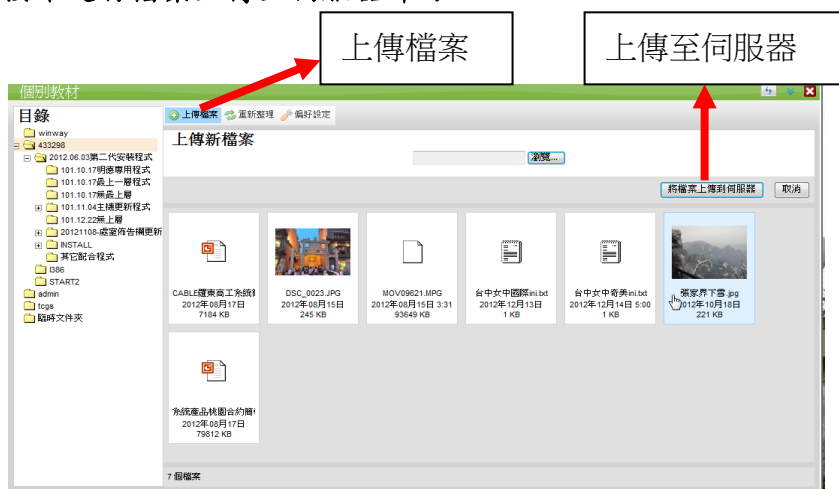 上傳檔案
上傳至伺服器
個別教材
目錄
winway
433298
2012.06.03第二代安裝程式
101.10.17明德專用程式
101.10.17最上一層程式
101.10.17無最上層
101.11.04主機更新程式
101.12.22無上層
20121108-處室佈告欄更新
INSTALL
其它配合程式
I386
START2
admin
tcgs
臨時文件夾
上傳檔案 重新整理 偏好設定
上傳新檔案
瀏覽...
將檔案上傳到伺服器 取消
CABLE羅東高工系統
2012年08月17日
7184 KB
DSC_0023.JPG
2012年08月15日
245 KB
MOV09621.MPG
2012年08月15日 3:31
93649 KB
台中女中國際ini.txt
2012年12月13日
1 KB
台中女中奇美ini.txt
2012年12月14日 5:00
1 KB
張家界下雪.jpg
2012年10月18日
221 KB
系統產品桃園合約簡
2012年08月17日
79812 KB
7 個檔案